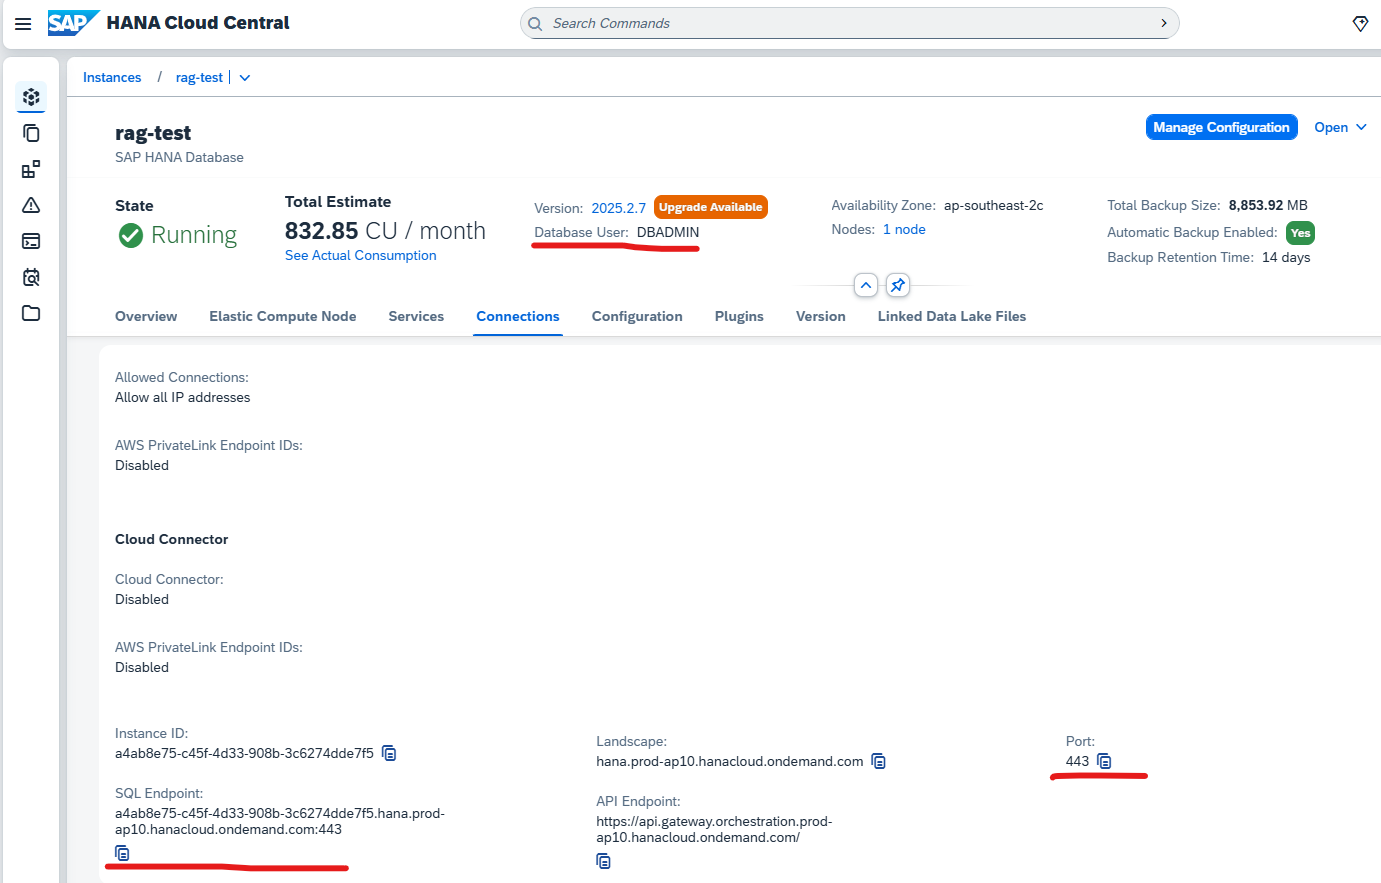 SAP HANA Cloud Central
Search Commands
Instances / rag-test
rag-test
SAP HANA Database
Manage Configuration
Open
State
Running
Total Estimate
832.85 CU / month
See Actual Consumption
Version: 2025.2.7 Upgrade Available
Database User: DBADMIN
Availability Zone: ap-southeast-2c
Nodes: 1 node
Total Backup Size: 8,853.92 MB
Automatic Backup Enabled: Yes
Backup Retention Time: 14 days
Overview Elastic Compute Node Services Connections Configuration Plugins Version Linked Data Lake Files
Allowed Connections:
Allow all IP addresses
AWS PrivateLink Endpoint IDs:
Disabled
Cloud Connector
Cloud Connector:
Disabled
AWS PrivateLink Endpoint IDs:
Disabled
Instance ID:
a4ab8e75-c45f-4d33-908b-3c6274dde7f5
Landscape:
hana.prod-ap10.hanacloud.ondemand.com
Port:
443
SQL Endpoint:
a4ab8e75-c45f-4d33-908b-3c6274dde7f5.hana.prod-
ap10.hanacloud.ondemand.com:443
API Endpoint:
https://api.gateway.orchestration.prod-
ap10.hanacloud.ondemand.com/